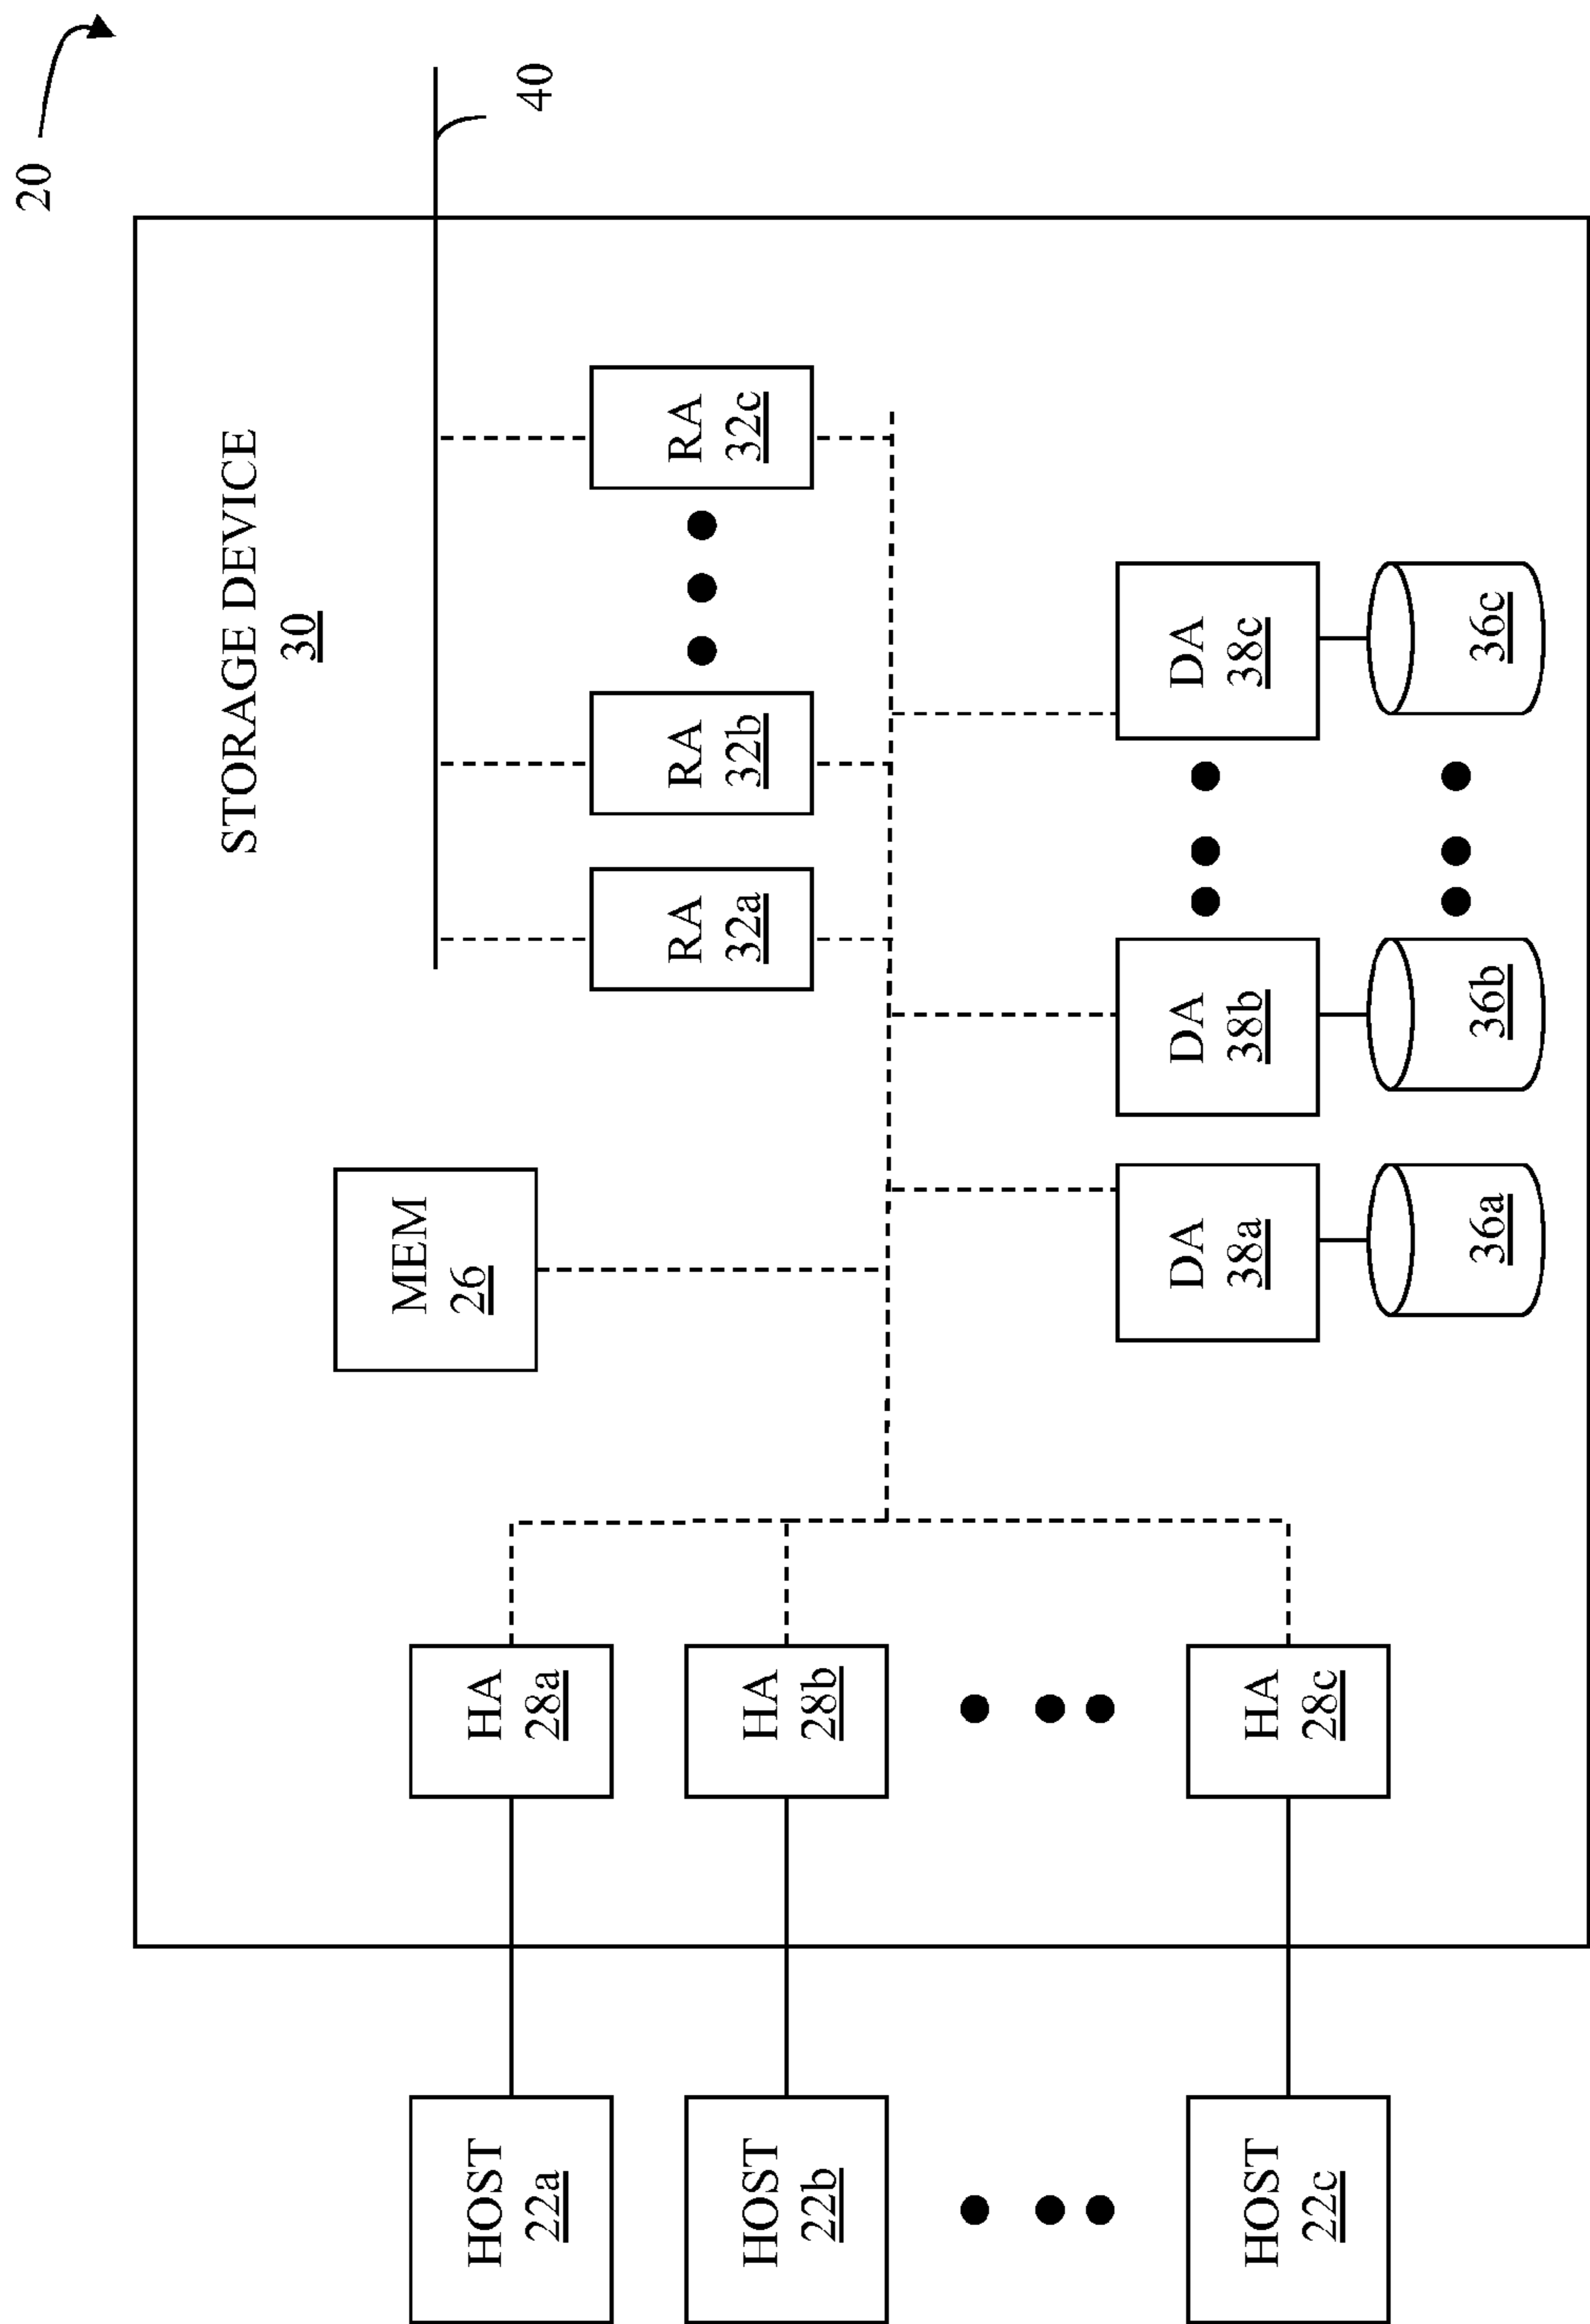 20
STORAGE DEVICE
30
40
HOST
22a
HA
28a
MEM
26
RA
32a
RA
32b
RA
32c
HOST
22b
HA
28b
HOST
22c
HA
28c
DA
38a
DA
38b
DA
38c
36a
36b
36c